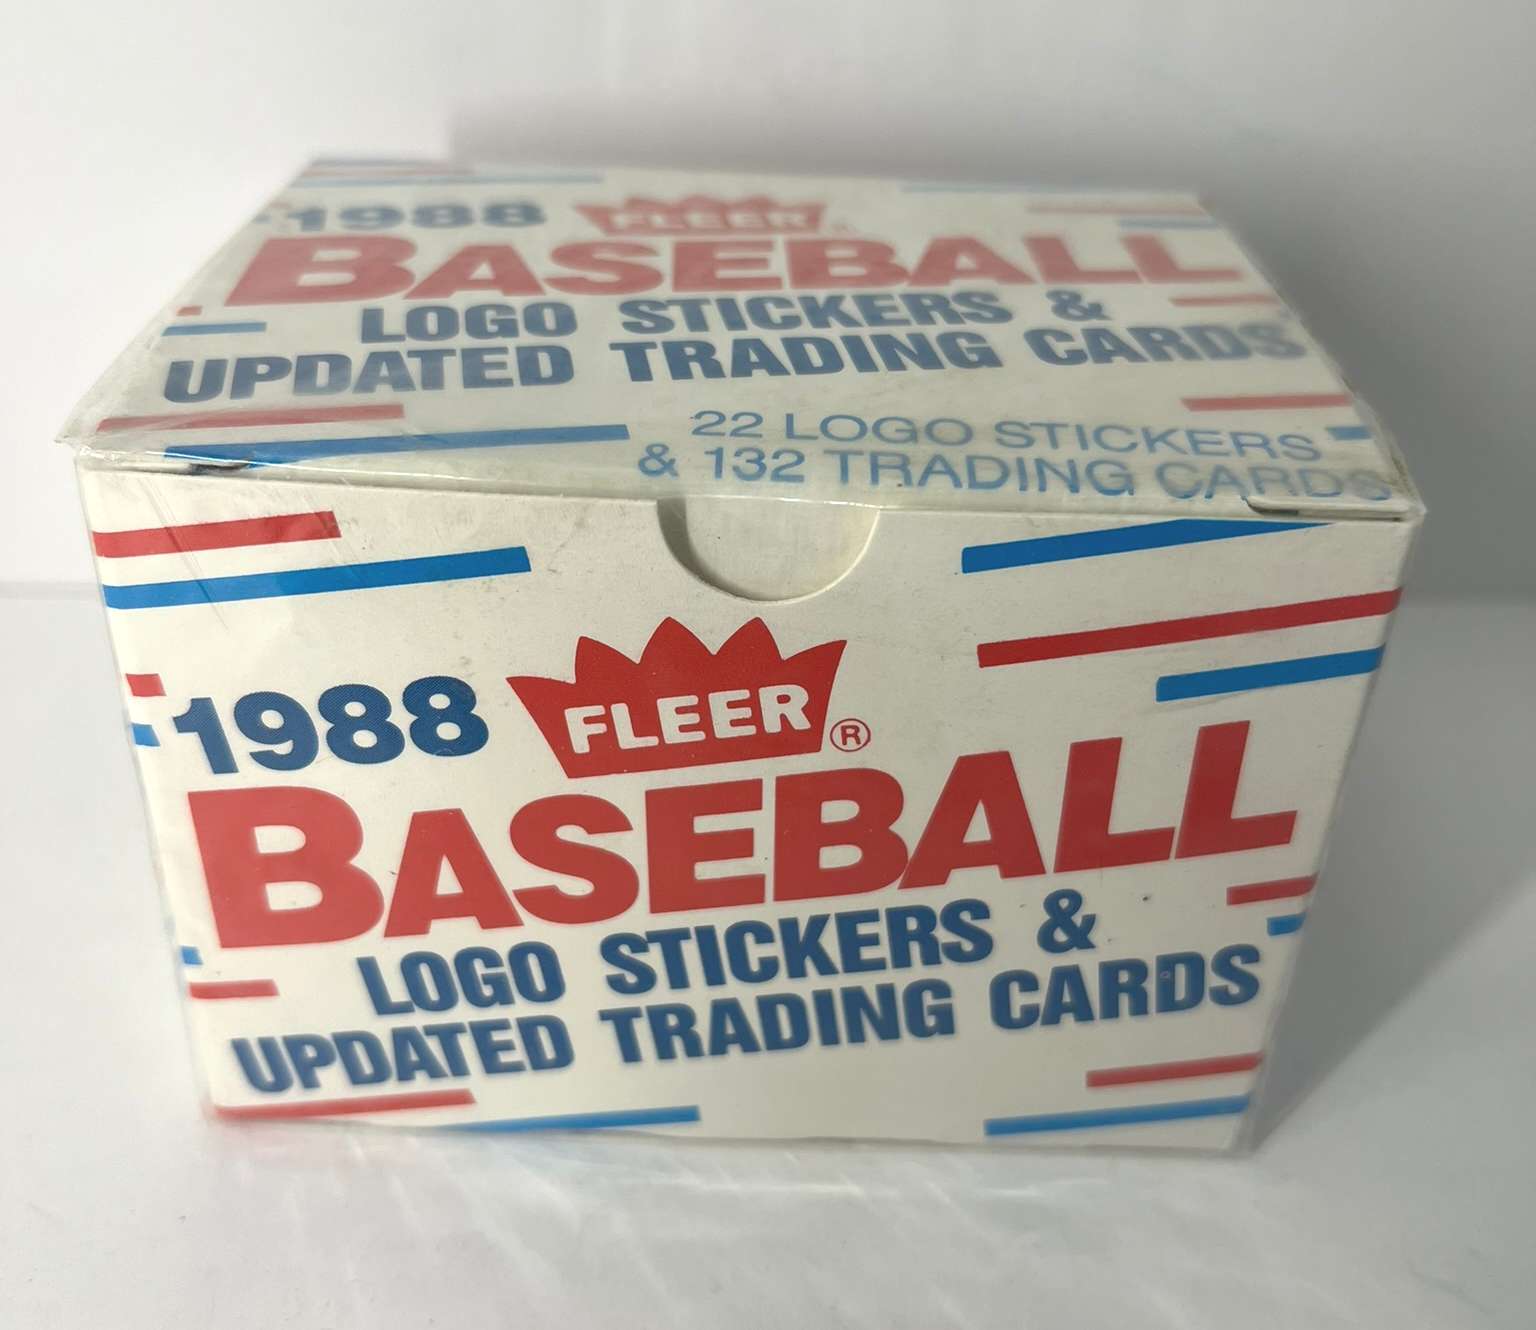 1988 FLEER
BASEBALL
LOGO STICKERS &
UPDATED TRADING CARDS
22 LOGO STICKERS
& 132 TRADING CARDS
1988 FLEER®
BASEBALL
LOGO STICKERS &
UPDATED TRADING CARDS